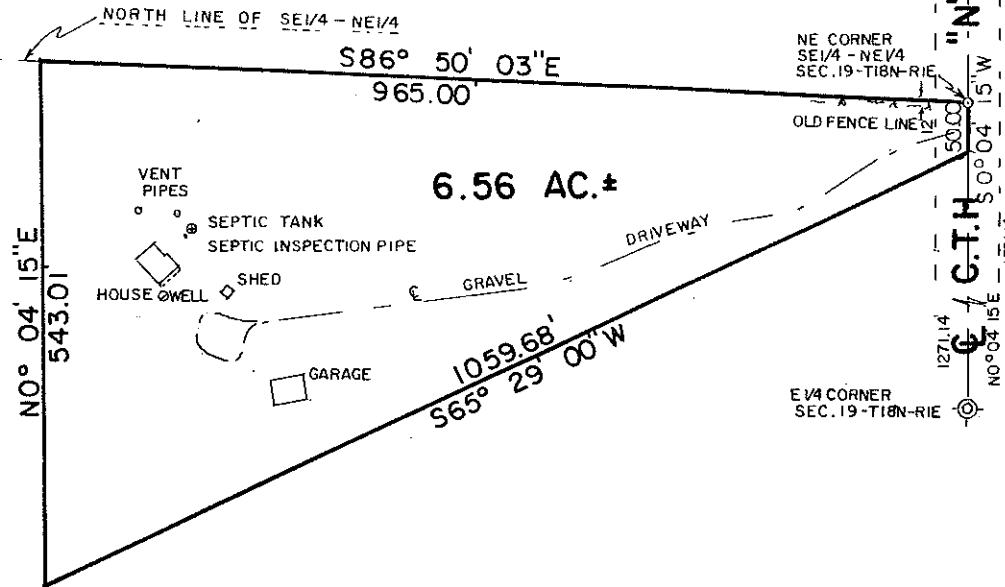 NORTH LINE OF SE1/4 - NE1/4
S86° 50' 03"E
965.00'
NE CORNER
SE1/4 - NE1/4
SEC. 19-T18N-R1E
"N"
OLD FENCE LINE
12'
50.00
S0° 04' 15"W
VENT
PIPES
6.56 AC.±
SEPTIC TANK
SEPTIC INSPECTION PIPE
DRIVEWAY
N0° 04' 15"E
543.01
SHED
HOUSE
WELL
℄ GRAVEL
GARAGE
1059.68'
S65° 29' 00"W
℄ C.T.H.
1271.14'
N0° 04' 15E
E1/4 CORNER
SEC. 19-T18N-R1E